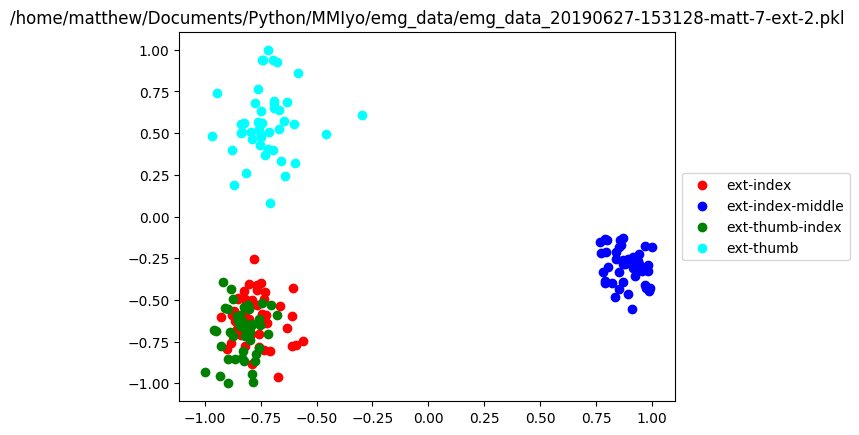 /home/matthew/Documents/Python/MMIyo/emg_data/emg_data_20190627-153128-matt-7-ext-2.pkl
1.00
0.75
0.50
0.25
0.00
−0.25
−0.50
−0.75
−1.00
−1.00 −0.75 −0.50 −0.25 0.00 0.25 0.50 0.75 1.00
ext-index
ext-index-middle
ext-thumb-index
ext-thumb